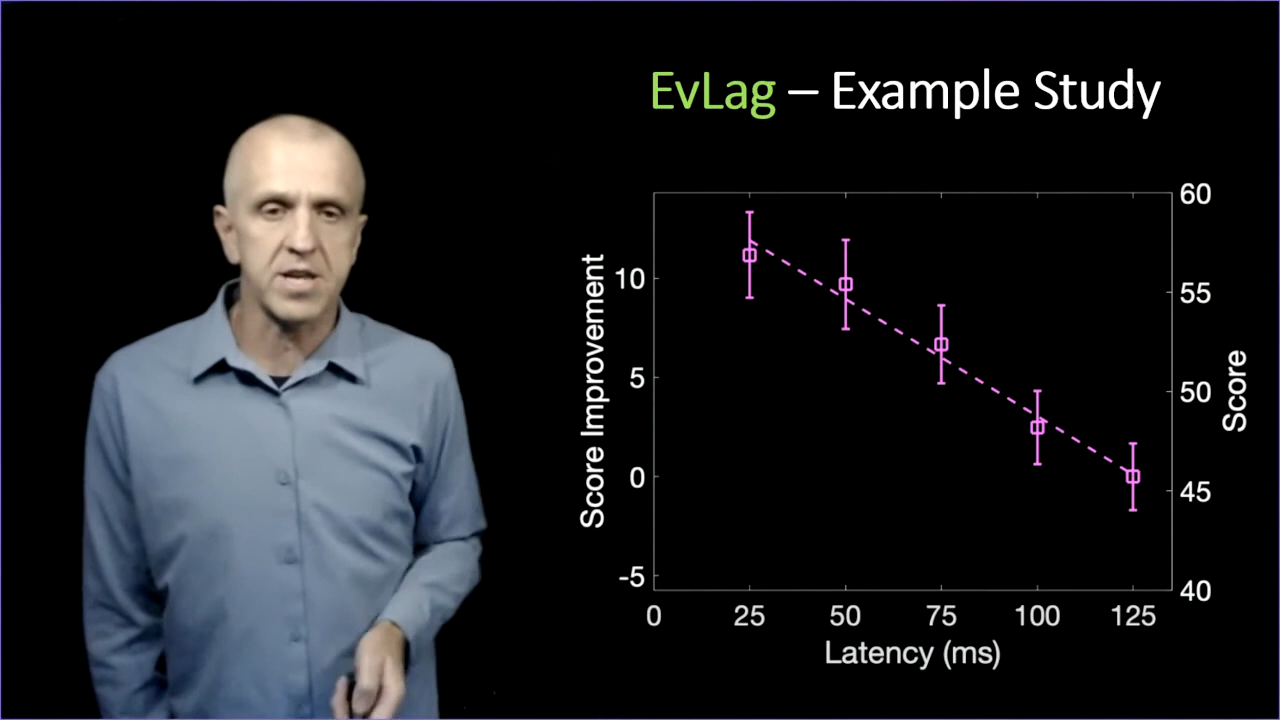 EvLag – Example Study
60
55
50
45
40
10
5
0
-5
Score Improvement
Score
0 25 50 75 100 125
Latency (ms)